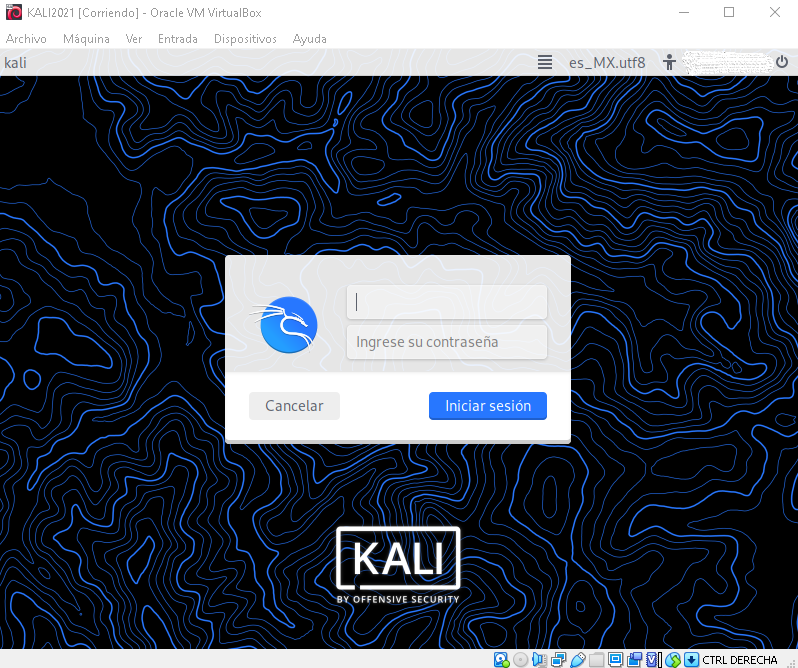 KALI2021 [Corriendo] - Oracle VM VirtualBox
Archivo Máquina Ver Entrada Dispositivos Ayuda
kali es_MX.utf8
Ingrese su contraseña
Cancelar Iniciar sesión
KALI
BY OFFENSIVE SECURITY
CTRL DERECHA